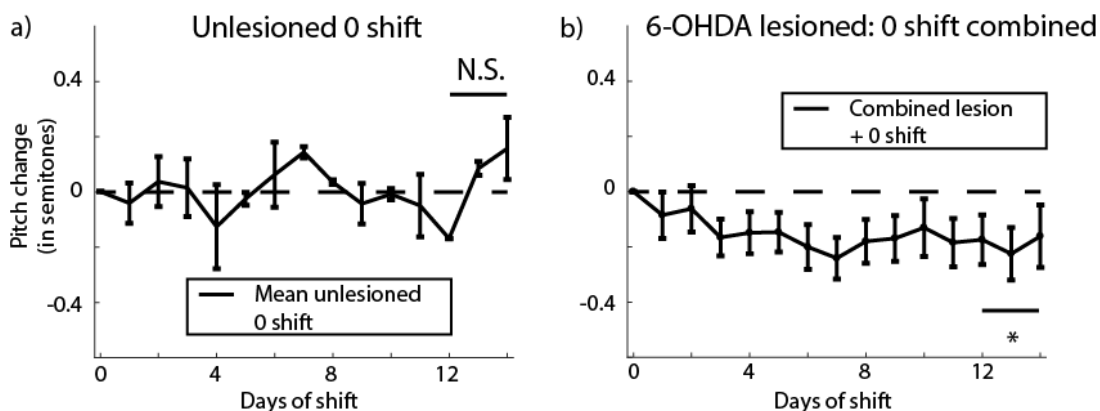 a) Unlesioned 0 shift
N.S.
0.4
0
-0.4
Pitch change
(in semitones)
Mean unlesioned
0 shift
0 4 8 12
Days of shift
b) 6-OHDA lesioned: 0 shift combined
0.4
Combined lesion
+ 0 shift
0
-0.4
*
0 4 8 12
Days of shift